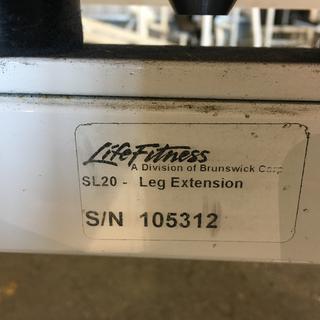 LifeFitness
A Division of Brunswick Corp
SL20 - Leg Extension
S/N 105312